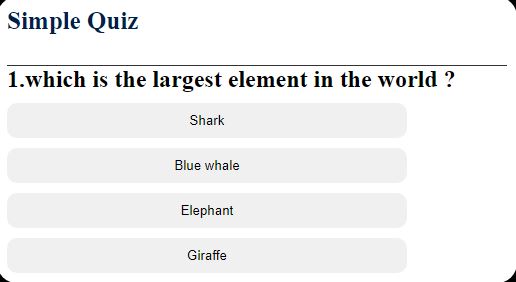 Simple Quiz
1.which is the largest element in the world ?
Shark
Blue whale
Elephant
Giraffe